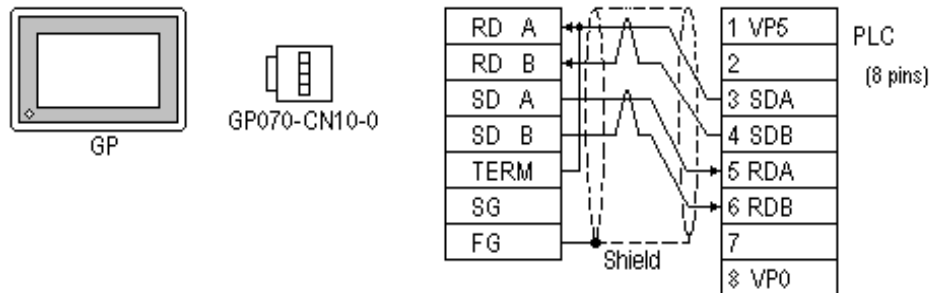 GP
GP070-CN10-0
RD A
RD B
SD A
SD B
TERM
SG
FG
Shield
1 VP5
2
3 SDA
4 SDB
5 RDA
6 RDB
7
8 VP0
PLC
(8 pins)